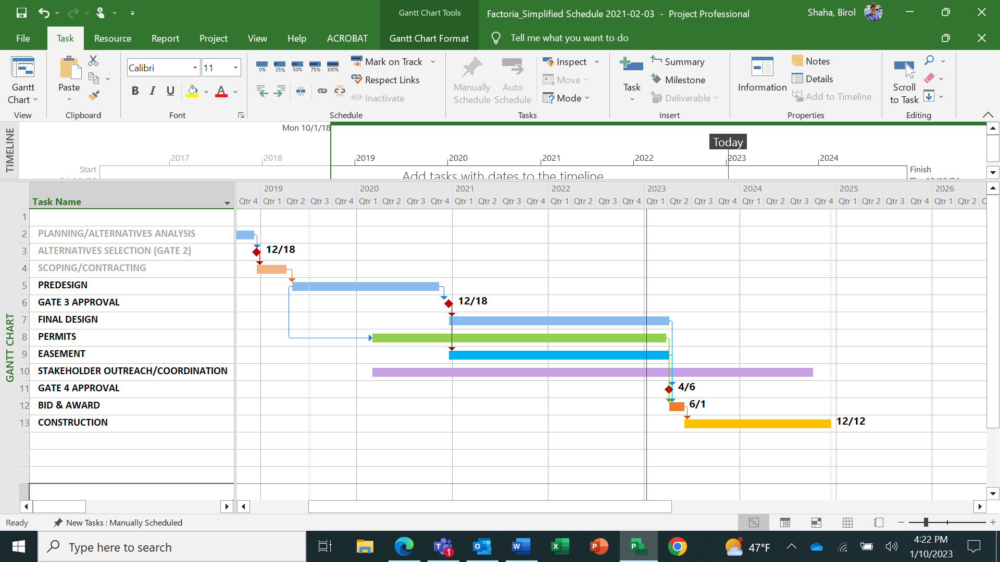 Gantt Chart Tools
Factoria_Simplified Schedule 2021-02-03 - Project Professional
Shaha, Birol
File Task Resource Report Project View Help ACROBAT Gantt Chart Format Tell me what you want to do
Gantt Chart
View
Paste
Clipboard
Calibri 11
B I U A
Font
0% 25% 50% 75% 100%
Mark on Track
Respect Links
Inactivate
Schedule
Manually Schedule
Auto Schedule
Inspect
Move
Mode
Tasks
Task
Summary
Milestone
Deliverable
Insert
Information
Notes
Details
Add to Timeline
Properties
Scroll to Task
Editing
TIMELINE
Mon 10/1/18
Today
2017 2018 2019 2020 2021 2022 2023 2024
Start
Add tasks with dates to the timeline
Finish
GANTT CHART
Task Name
2019 2020 2021 2022 2023 2024 2025 2026
Qtr 4 Qtr 1 Qtr 2 Qtr 3 Qtr 4 Qtr 1 Qtr 2 Qtr 3 Qtr 4 Qtr 1 Qtr 2 Qtr 3 Qtr 4 Qtr 1 Qtr 2 Qtr 3 Qtr 4 Qtr 1 Qtr 2 Qtr 3 Qtr 4 Qtr 1 Qtr 2 Qtr 3 Qtr 4 Qtr 1 Qtr 2 Qtr 3 Qtr 4 Qtr 1 Qtr 2
1
2 PLANNING/ALTERNATIVES ANALYSIS
3 ALTERNATIVES SELECTION (GATE 2) 12/18
4 SCOPING/CONTRACTING
5 PREDESIGN
6 GATE 3 APPROVAL 12/18
7 FINAL DESIGN
8 PERMITS
9 EASEMENT
10 STAKEHOLDER OUTREACH/COORDINATION
11 GATE 4 APPROVAL 4/6
12 BID & AWARD 6/1
13 CONSTRUCTION 12/12
Ready New Tasks : Manually Scheduled
Type here to search
1
47°F
4:22 PM
1/10/2023